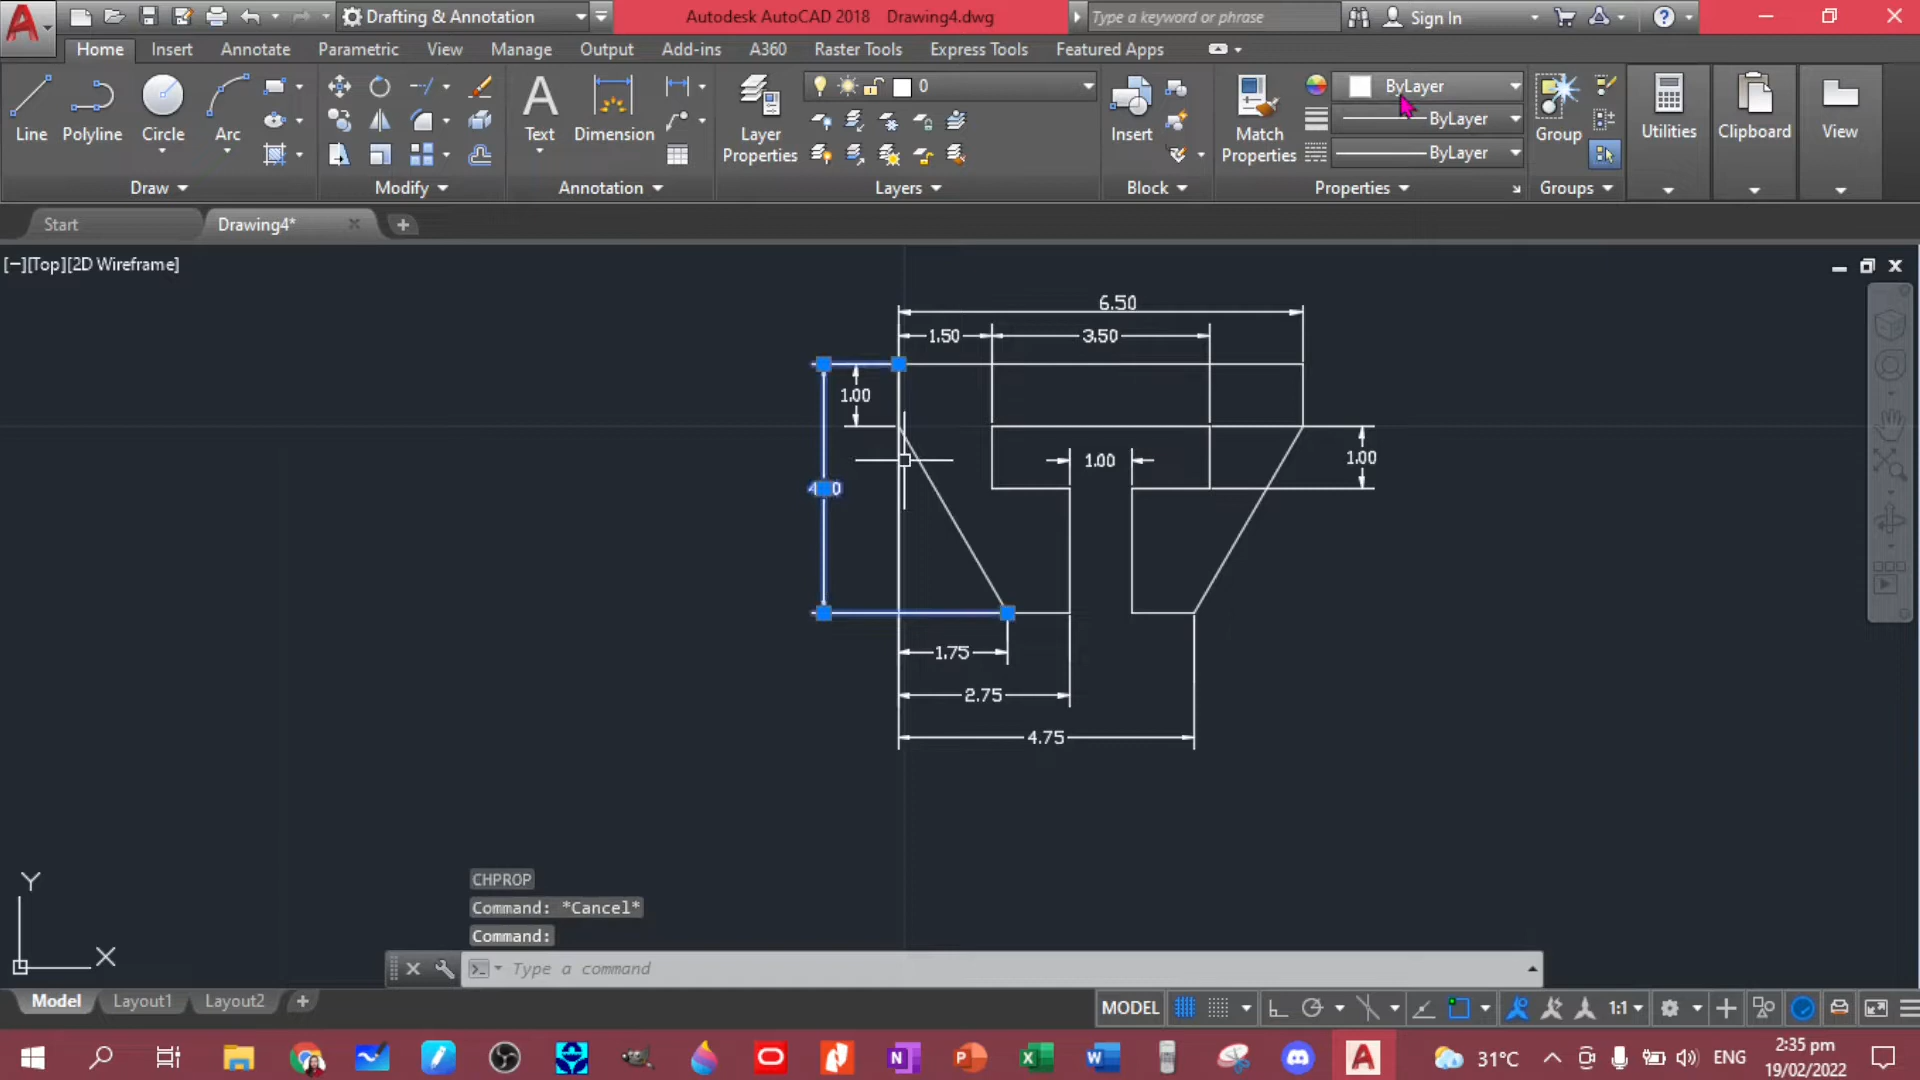 Drafting & Annotation
Autodesk AutoCAD 2018 Drawing4.dwg
Type a keyword or phrase
Sign In
Home Insert Annotate Parametric View Manage Output Add-ins A360 Raster Tools Express Tools Featured Apps
0
ByLayer
ByLayer
ByLayer
Line Polyline Circle Arc
Text Dimension
Layer Properties
Insert
Match Properties
Group
Utilities
Clipboard
View
Draw Modify Annotation Layers Block Properties Groups
Start Drawing4*
[−][Top][2D Wireframe]
6.50
1.50 3.50
1.00
1.00 1.00
1.75
2.75
4.75
Y
X
CHPROP
Command: *Cancel*
Command:
Type a command
Model Layout1 Layout2
MODEL
1:1
31°C
ENG
2:35 pm
19/02/2022